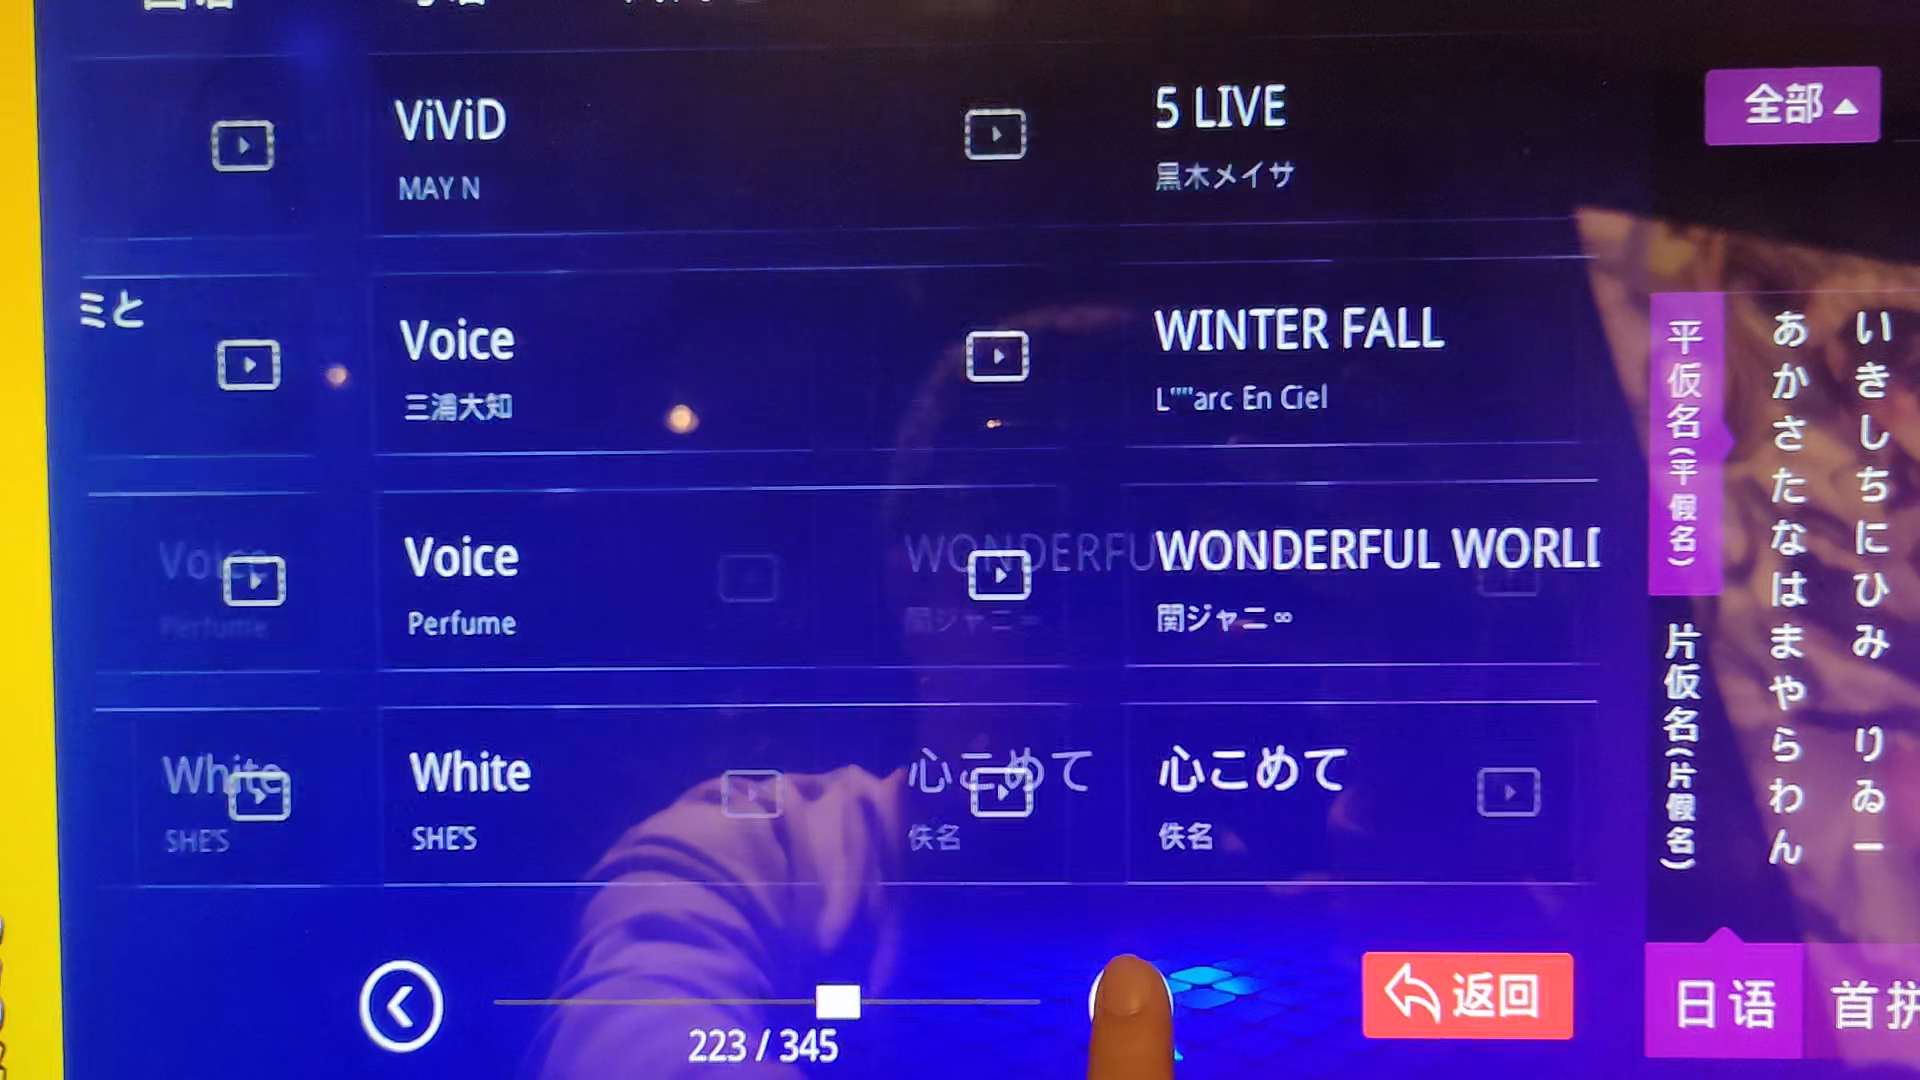 ViViD
MAY N
5 LIVE
黒木メイサ
全部
ミと
Voice
三浦大知
WINTER FALL
L''''arc En Ciel
Voice
Perfume
WONDERFUL WORL
関ジャニ∞
White
SHE'S
心こめて
佚名
Voice
Perfume
WONDERFU
関ジャニ∞
White
SHE'S
心こめて
佚名
平仮名(平假名)
片仮名(片假名)
あかさたなはまやらわん
いきしちにひみ りゐー
223 / 345
返回
日语
首拼